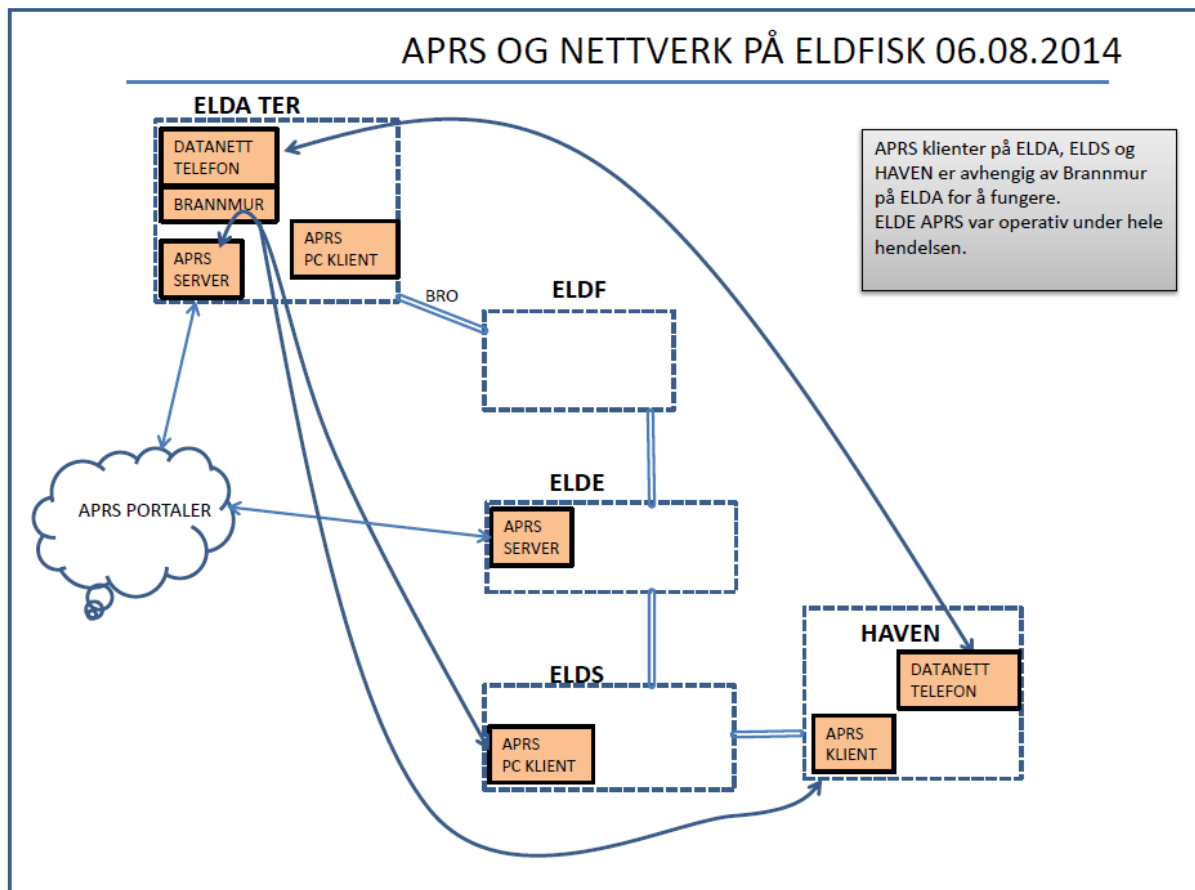 APRS OG NETTVERK PÅ ELDFISK 06.08.2014
ELDA TER
DATANETT
TELEFON
BRANNMUR
APRS
SERVER
APRS
PC KLIENT
APRS klienter på ELDA, ELDS og
HAVEN er avhengig av Brannmur
på ELDA for å fungere.
ELDE APRS var operativ under hele
hendelsen.
BRO
ELDF
APRS PORTALER
ELDE
APRS
SERVER
ELDS
APRS
PC KLIENT
HAVEN
DATANETT
TELEFON
APRS
KLIENT